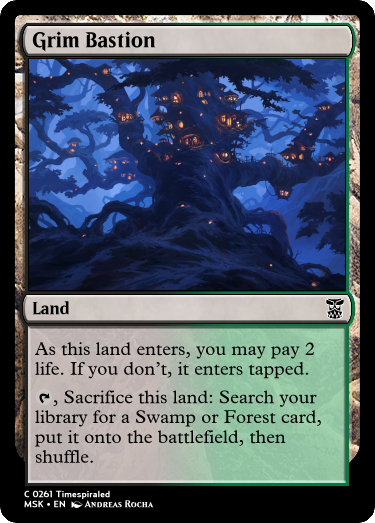 Grim Bastion
Land
As this land enters, you may pay 2
life. If you don't, it enters tapped.
, Sacrifice this land: Search your
library for a Swamp or Forest card,
put it onto the battlefield, then
shuffle.
C 0261 Timespiraled
MSK • EN Andreas Rocha